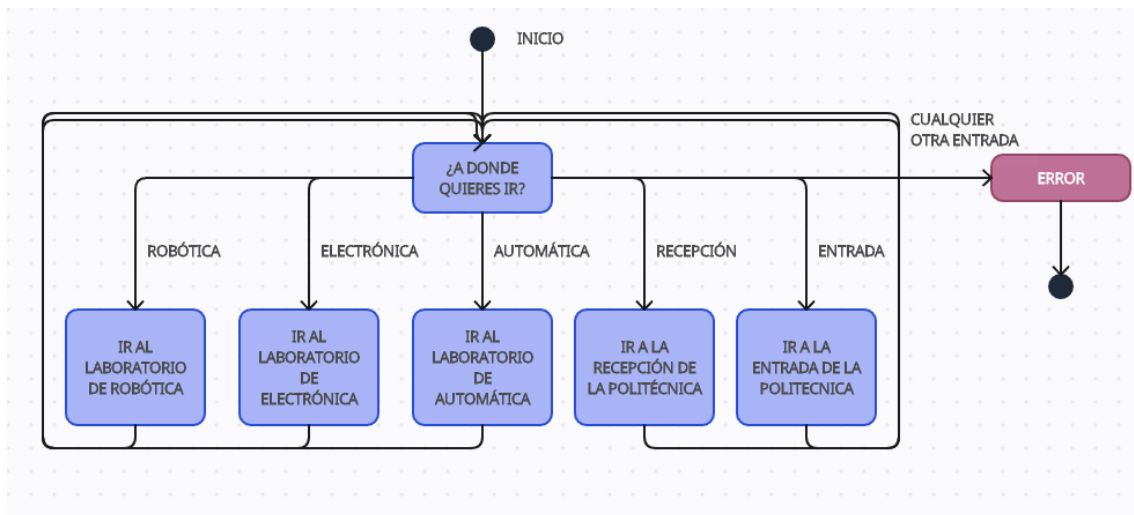 INICIO
CUALQUIER
OTRA ENTRADA
¿A DONDE
QUIERES IR?
ERROR
ROBÓTICA
ELECTRÓNICA
AUTOMÁTICA
RECEPCIÓN
ENTRADA
IR AL
LABORATORIO
DE ROBÓTICA
IR AL
LABORATORIO
DE
ELECTRÓNICA
IR AL
LABORATORIO
DE
AUTOMÁTICA
IR A LA
RECEPCIÓN DE
LA POLITÉCNICA
IR A LA
ENTRADA DE LA
POLITECNICA